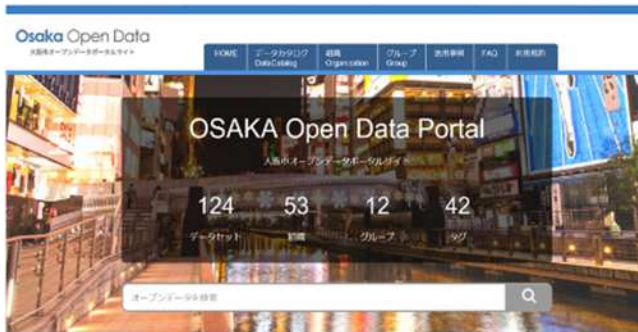 Osaka Open Data
大阪市オープンデータポータルサイト
HOME
データカタログ
DataCatalog
組織
Organization
グループ
Group
活用事例
FAQ
利用規約
OSAKA Open Data Portal
大阪市オープンデータポータルサイト
124 53 12 42
データセット 組織 グループ タグ
オープンデータを検索